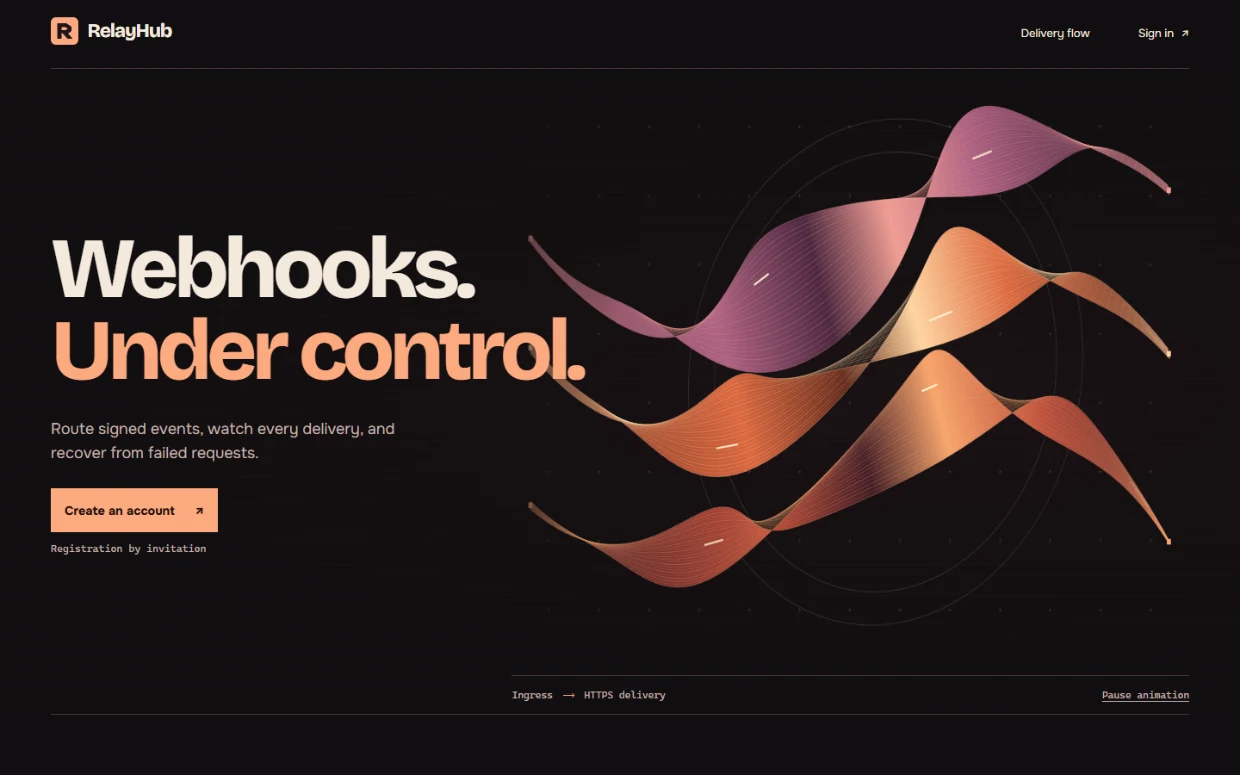 R RelayHub
Delivery flow
Sign in ↗
Webhooks.
Under control.
Route signed events, watch every delivery, and
recover from failed requests.
Create an account ↗
Registration by invitation
Ingress → HTTPS delivery
Pause animation